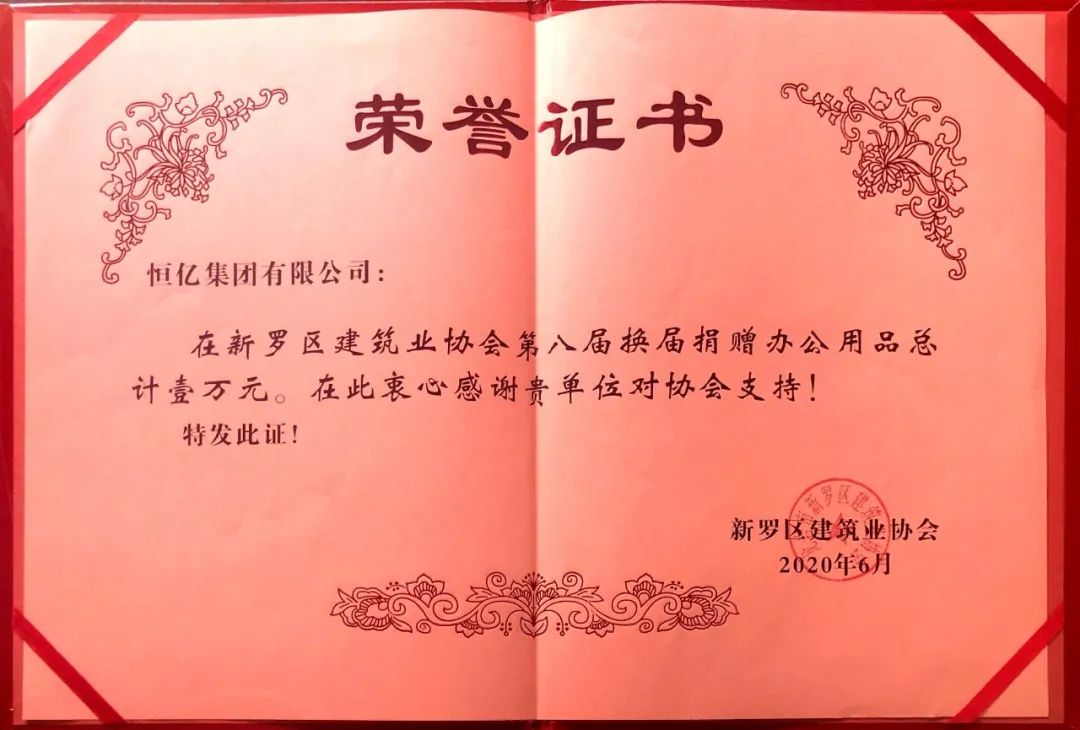 荣誉证书
恒亿集团有限公司：
在新罗区建筑业协会第八届换届捐赠办公用品总
计壹万元。在此衷心感谢贵单位对协会支持！
特发此证！
新罗区建筑业协会
2020年6月